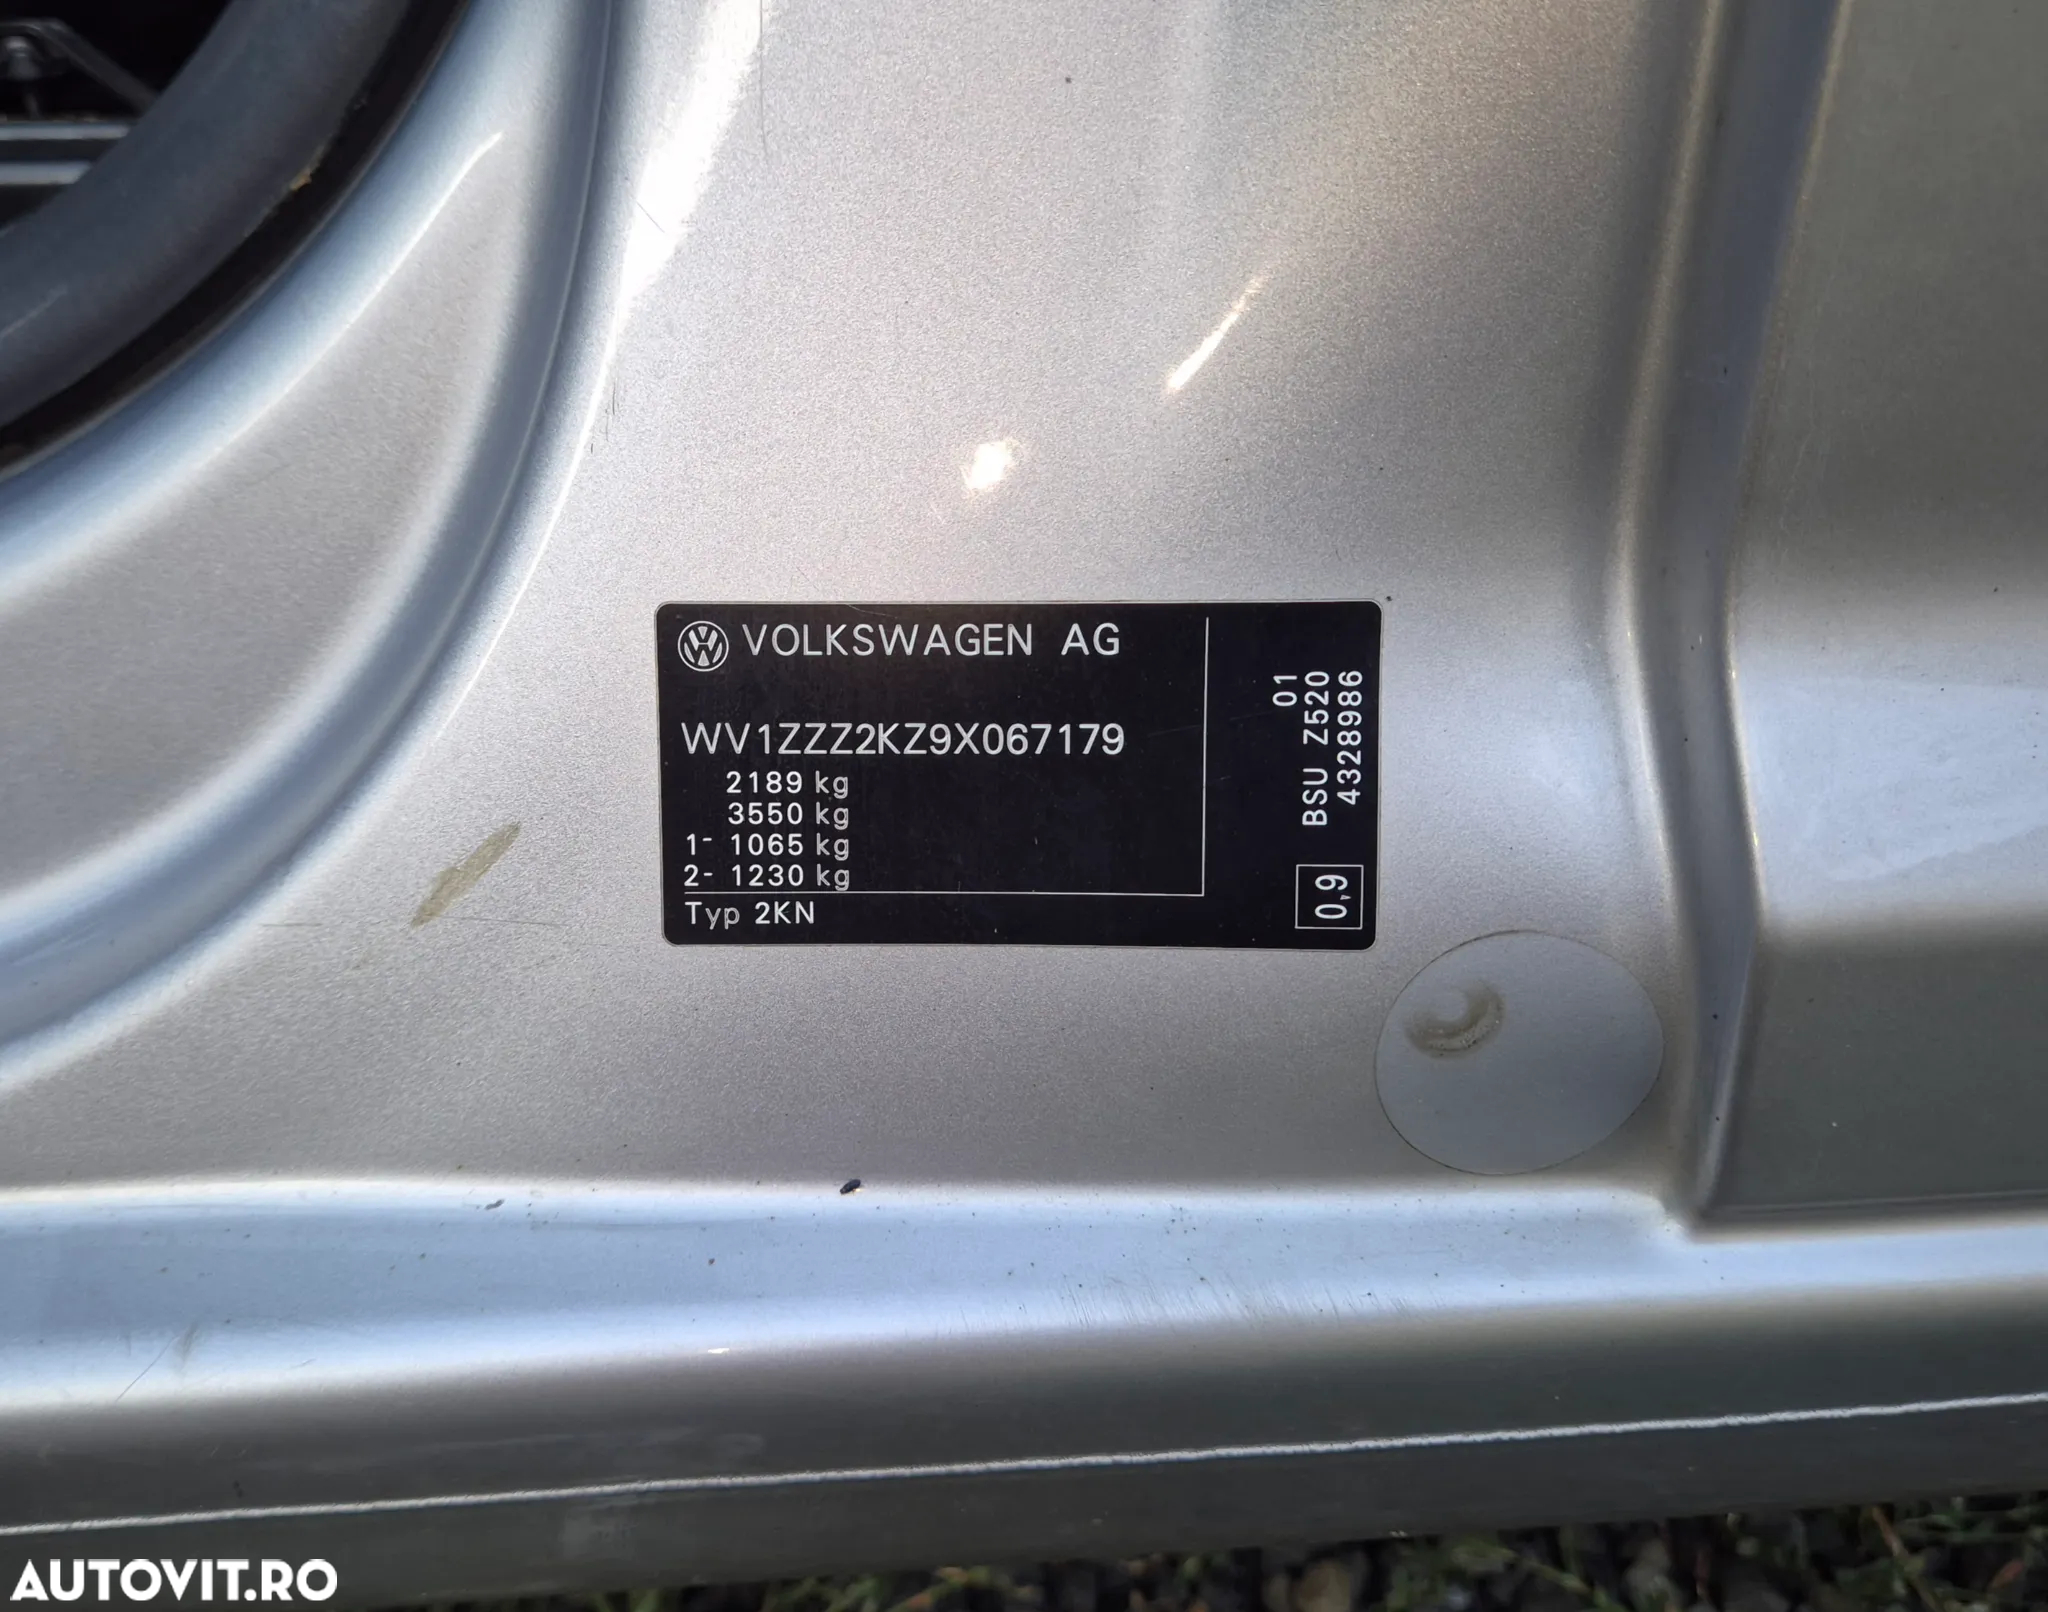 VOLKSWAGEN AG
WV1ZZZ2KZ9X067179
2189 kg
3550 kg
1- 1065 kg
2- 1230 kg
Typ 2KN
01
BSU Z520
4328986
0,9
AUTOVIT.RO